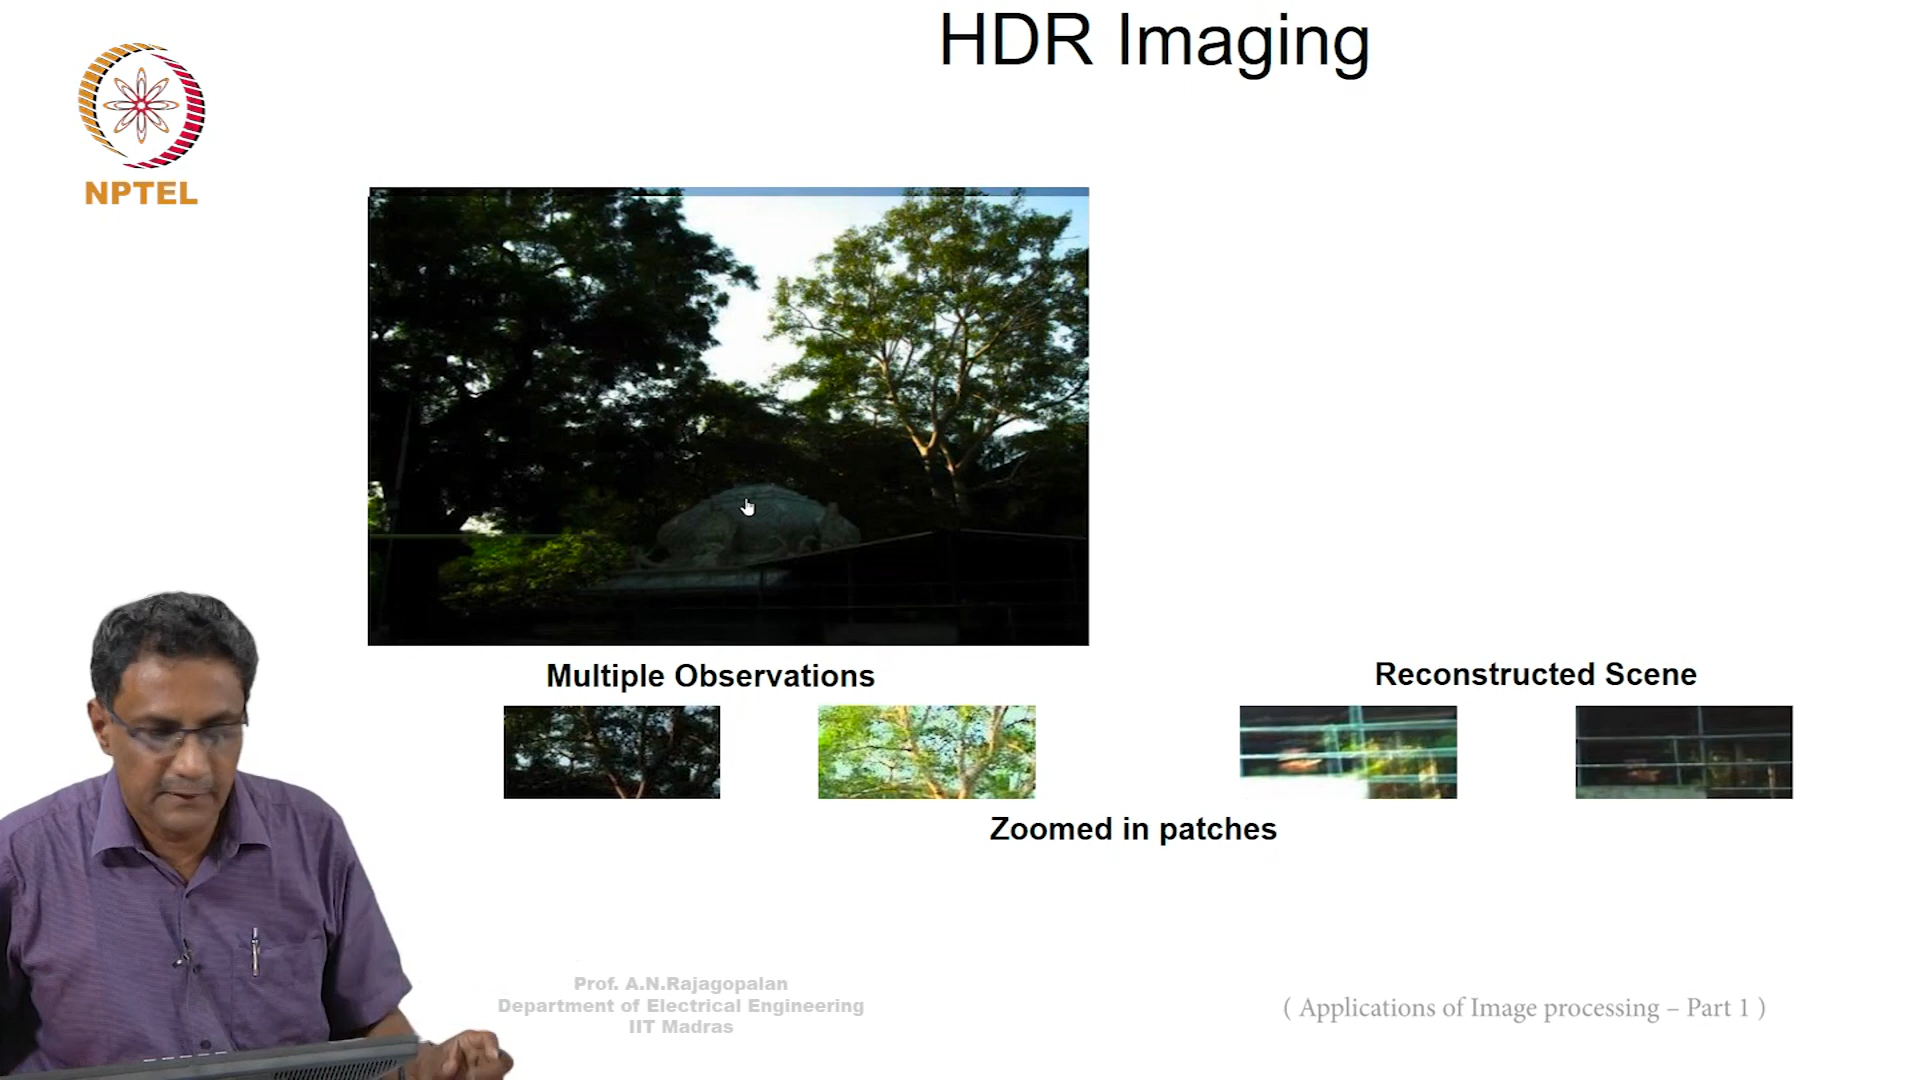 HDR Imaging
NPTEL
Multiple Observations
Reconstructed Scene
Zoomed in patches
Prof. A.N.Rajagopalan
Department of Electrical Engineering
IIT Madras
( Applications of Image processing – Part 1 )